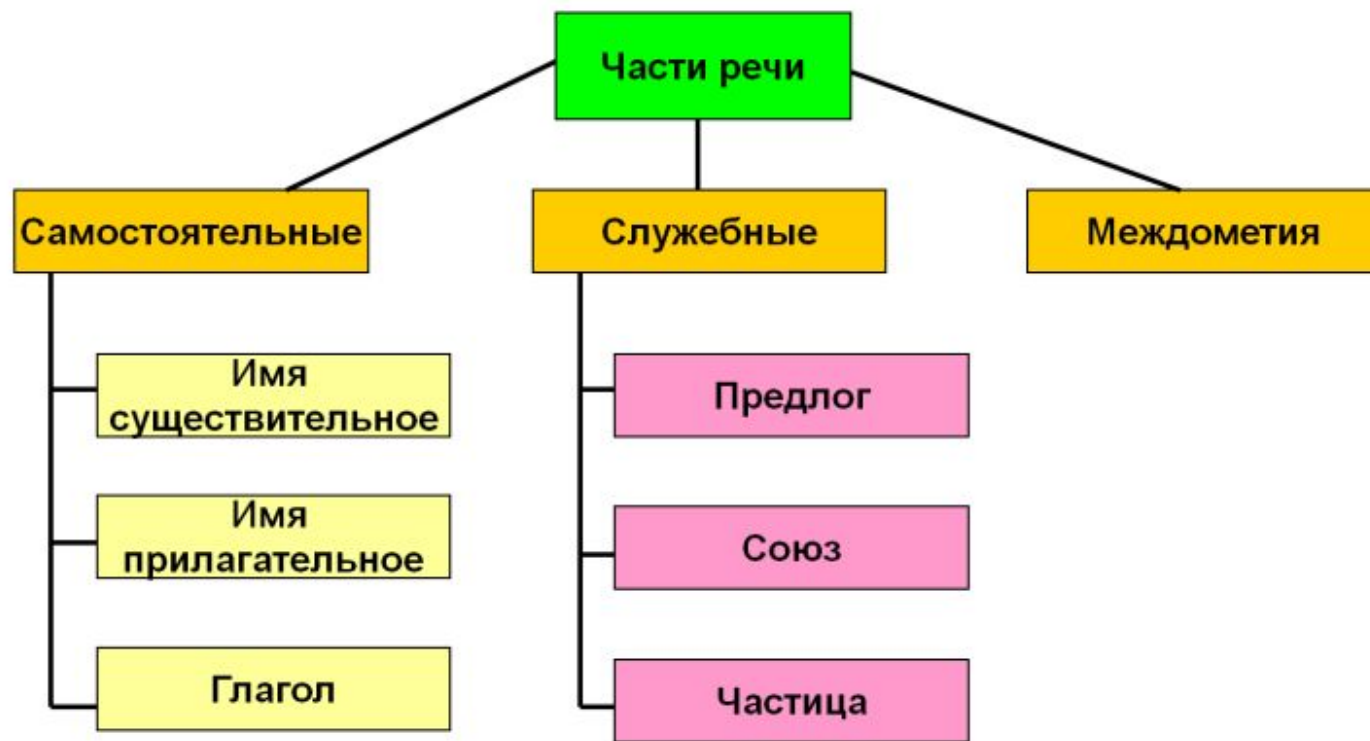 Части речи
Самостоятельные
Служебные
Междометия
Имя
существительное
Имя
прилагательное
Глагол
Предлог
Союз
Частица